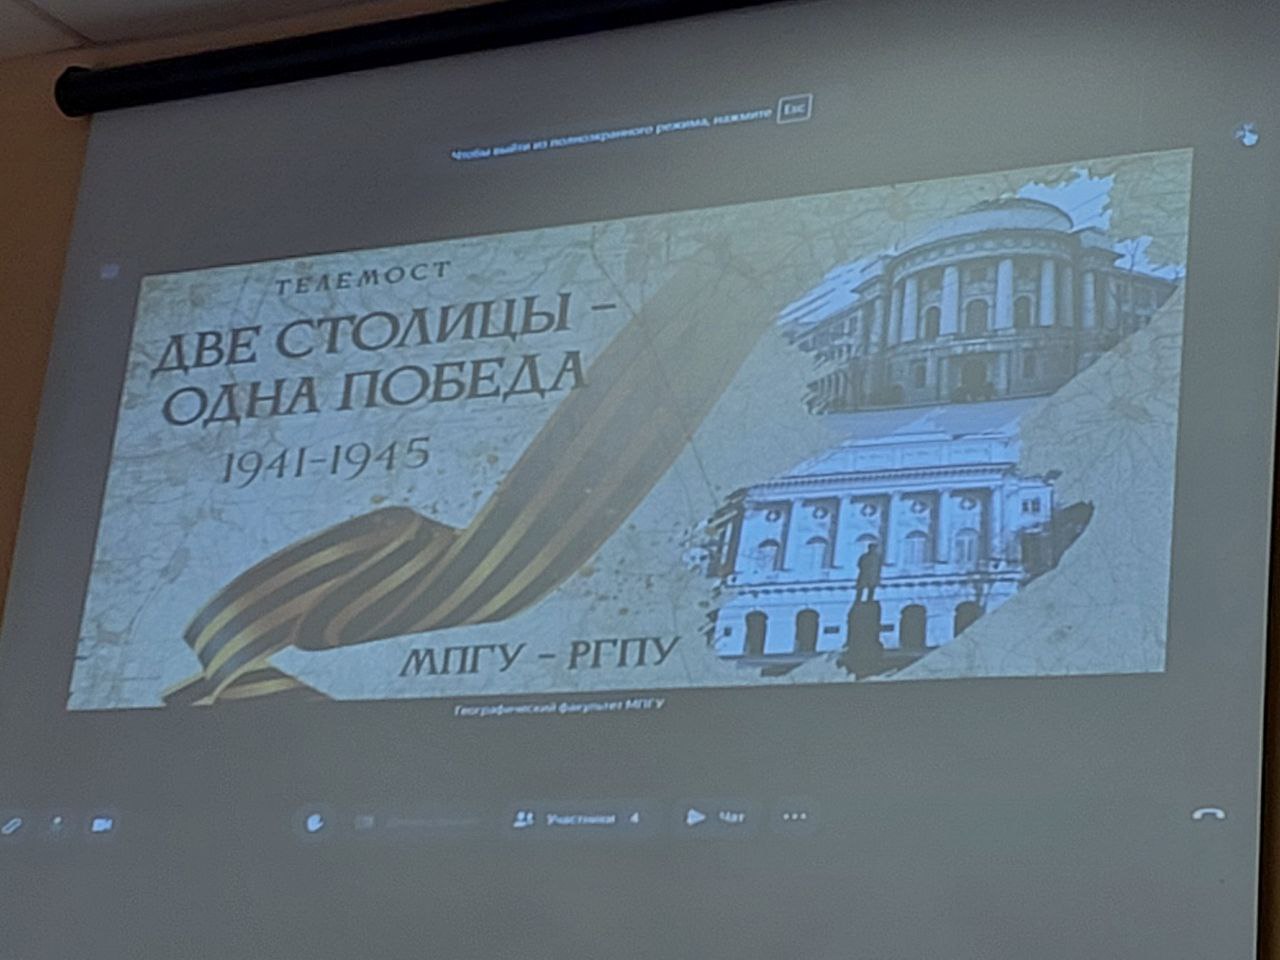 Чтобы выйти из полноэкранного режима, нажмите Esc
ТЕЛЕМОСТ
ДВЕ СТОЛИЦЫ –
ОДНА ПОБЕДА
1941-1945
МПГУ – РГПУ
Географический факультет МПГУ
Участники 4
Чат